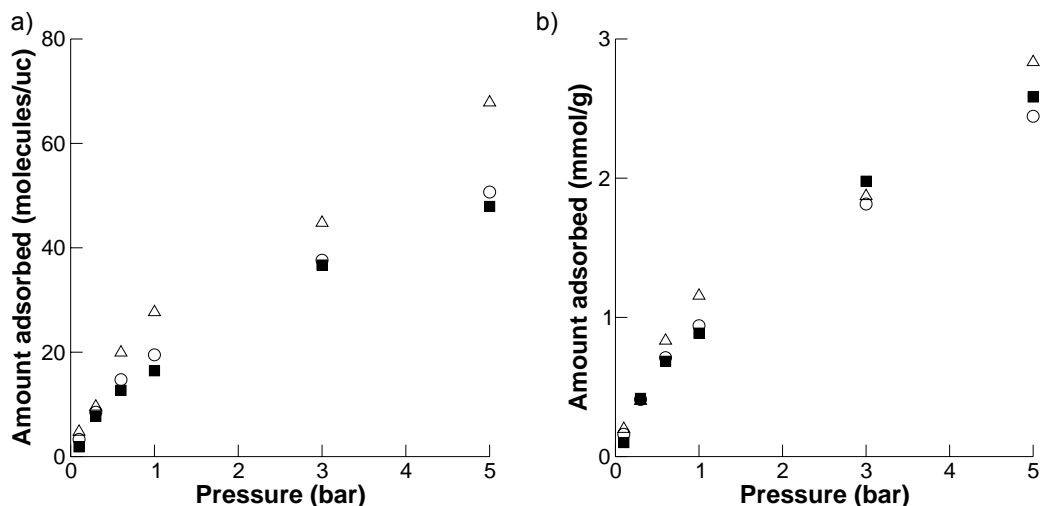 a)
Amount adsorbed (molecules/uc)
80
60
40
20
0
0 1 2 3 4 5
Pressure (bar)
b)
Amount adsorbed (mmol/g)
3
2
1
0
0 1 2 3 4 5
Pressure (bar)